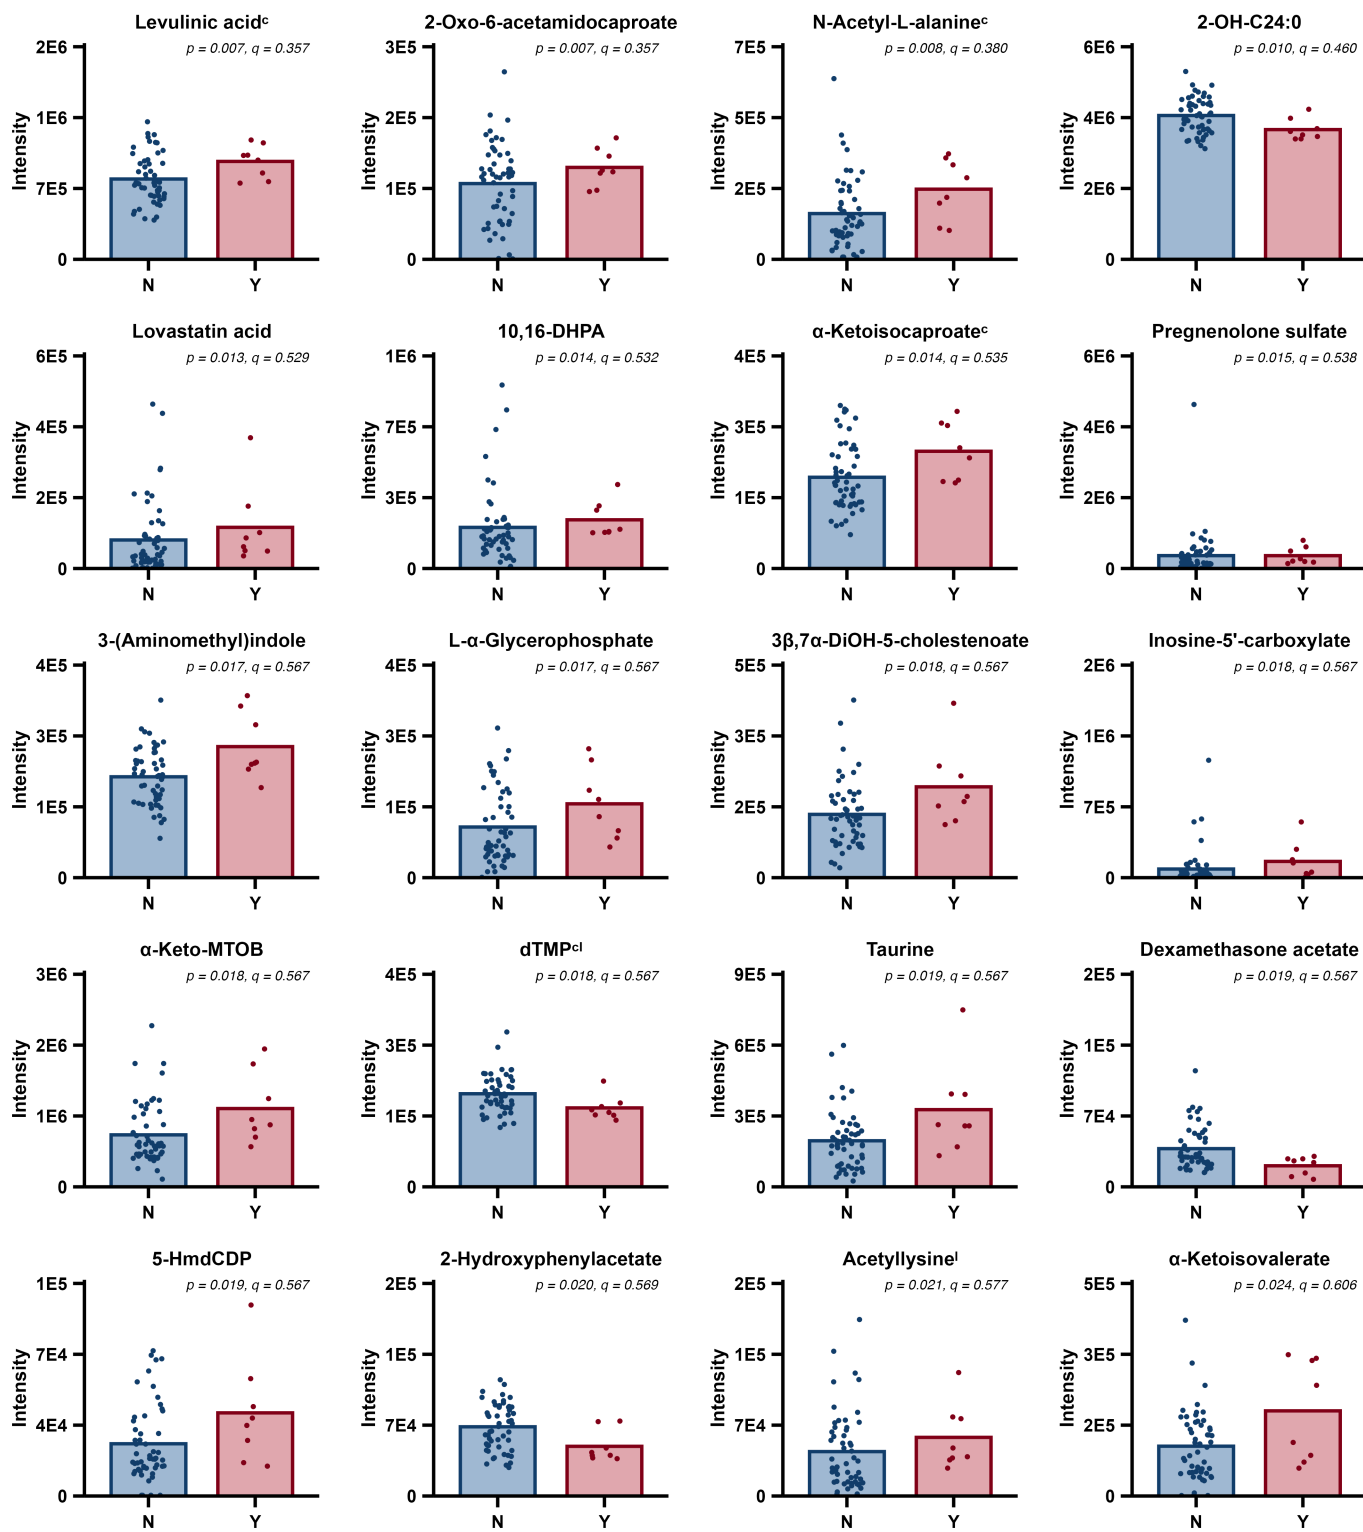 Levulinic acidᶜ
p = 0.007, q = 0.357
Intensity
2E6
1E6
7E5
0
N
Y
2-Oxo-6-acetamidocaproate
p = 0.007, q = 0.357
Intensity
3E5
2E5
1E5
0
N
Y
N-Acetyl-L-alanineᶜ
p = 0.008, q = 0.380
Intensity
7E5
5E5
2E5
0
N
Y
2-OH-C24:0
p = 0.010, q = 0.460
Intensity
6E6
4E6
2E6
0
N
Y
Lovastatin acid
p = 0.013, q = 0.529
Intensity
6E5
4E5
2E5
0
N
Y
10,16-DHPA
p = 0.014, q = 0.532
Intensity
1E6
7E5
3E5
0
N
Y
α-Ketoisocaproateᶜ
p = 0.014, q = 0.535
Intensity
4E5
3E5
1E5
0
N
Y
Pregnenolone sulfate
p = 0.015, q = 0.538
Intensity
6E6
4E6
2E6
0
N
Y
3-(Aminomethyl)indole
p = 0.017, q = 0.567
Intensity
4E5
3E5
1E5
0
N
Y
L-α-Glycerophosphate
p = 0.017, q = 0.567
Intensity
4E5
3E5
1E5
0
N
Y
3β,7α-DiOH-5-cholestenoate
p = 0.018, q = 0.567
Intensity
5E5
3E5
2E5
0
N
Y
Inosine-5'-carboxylate
p = 0.018, q = 0.567
Intensity
2E6
1E6
7E5
0
N
Y
α-Keto-MTOB
p = 0.018, q = 0.567
Intensity
3E6
2E6
1E6
0
N
Y
dTMPᶜˡ
p = 0.018, q = 0.567
Intensity
4E5
3E5
1E5
0
N
Y
Taurine
p = 0.019, q = 0.567
Intensity
9E5
6E5
3E5
0
N
Y
Dexamethasone acetate
p = 0.019, q = 0.567
Intensity
2E5
1E5
7E4
0
N
Y
5-HmdCDP
p = 0.019, q = 0.567
Intensity
1E5
7E4
4E4
0
N
Y
2-Hydroxyphenylacetate
p = 0.020, q = 0.569
Intensity
2E5
1E5
7E4
0
N
Y
Acetyllysineˡ
p = 0.021, q = 0.577
Intensity
2E5
1E5
7E4
0
N
Y
α-Ketoisovalerate
p = 0.024, q = 0.606
Intensity
5E5
3E5
2E5
0
N
Y